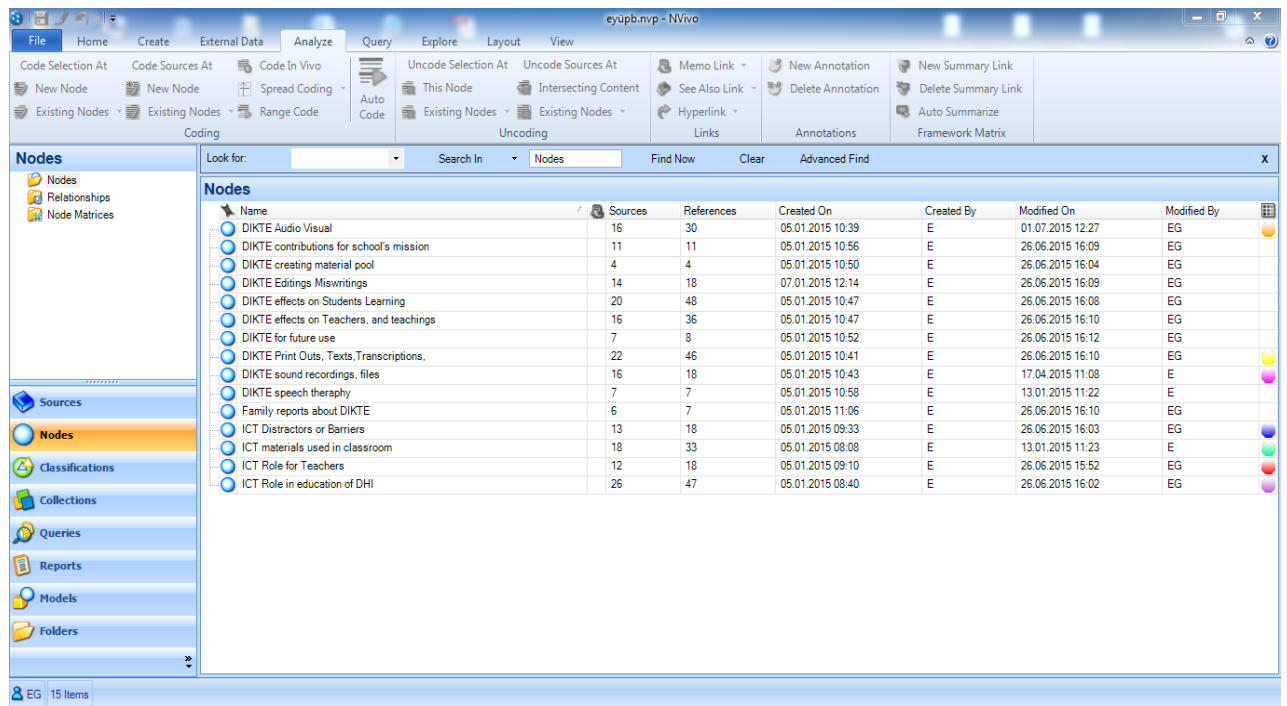 eyüpb.nvp - NVivo
File Home Create External Data Analyze Query Explore Layout View
Code Selection At Code Sources At Code In Vivo Uncode Selection At Uncode Sources At Memo Link New Annotation New Summary Link
New Node New Node Spread Coding Auto Code This Node Intersecting Content See Also Link Delete Annotation Delete Summary Link
Existing Nodes Existing Nodes Range Code Existing Nodes Existing Nodes Hyperlink Auto Summarize
Coding Uncoding Links Annotations Framework Matrix
Nodes
Nodes
Relationships
Node Matrices
Sources
Nodes
Classifications
Collections
Queries
Reports
Models
Folders
Look for: Search In Nodes Find Now Clear Advanced Find x
Nodes
Name Sources References Created On Created By Modified On Modified By
DIKTE Audio Visual 16 30 05.01.2015 10:39 E 01.07.2015 12:27 EG
DIKTE contributions for school's mission 11 11 05.01.2015 10:56 E 26.06.2015 16:09 EG
DIKTE creating material pool 4 4 05.01.2015 10:50 E 26.06.2015 16:04 EG
DIKTE Editings Miswritings 14 18 07.01.2015 12:14 E 26.06.2015 16:09 EG
DIKTE effects on Students Learning 20 48 05.01.2015 10:47 E 26.06.2015 16:08 EG
DIKTE effects on Teachers, and teachings 16 36 05.01.2015 10:47 E 26.06.2015 16:10 EG
DIKTE for future use 7 8 05.01.2015 10:52 E 26.06.2015 16:12 EG
DIKTE Print Outs, Texts,Transcriptions, 22 46 05.01.2015 10:41 E 26.06.2015 16:10 EG
DIKTE sound recordings, files 16 18 05.01.2015 10:43 E 17.04.2015 11:08 E
DIKTE speech theraphy 7 7 05.01.2015 10:58 E 13.01.2015 11:22 E
Family reports about DIKTE 6 7 05.01.2015 11:06 E 26.06.2015 16:10 EG
ICT Distractors or Barriers 13 18 05.01.2015 09:33 E 26.06.2015 16:03 EG
ICT materials used in classroom 18 33 05.01.2015 08:08 E 13.01.2015 11:23 E
ICT Role for Teachers 12 18 05.01.2015 09:10 E 26.06.2015 15:52 EG
ICT Role in education of DHI 26 47 05.01.2015 08:40 E 26.06.2015 16:02 EG
EG 15 Items